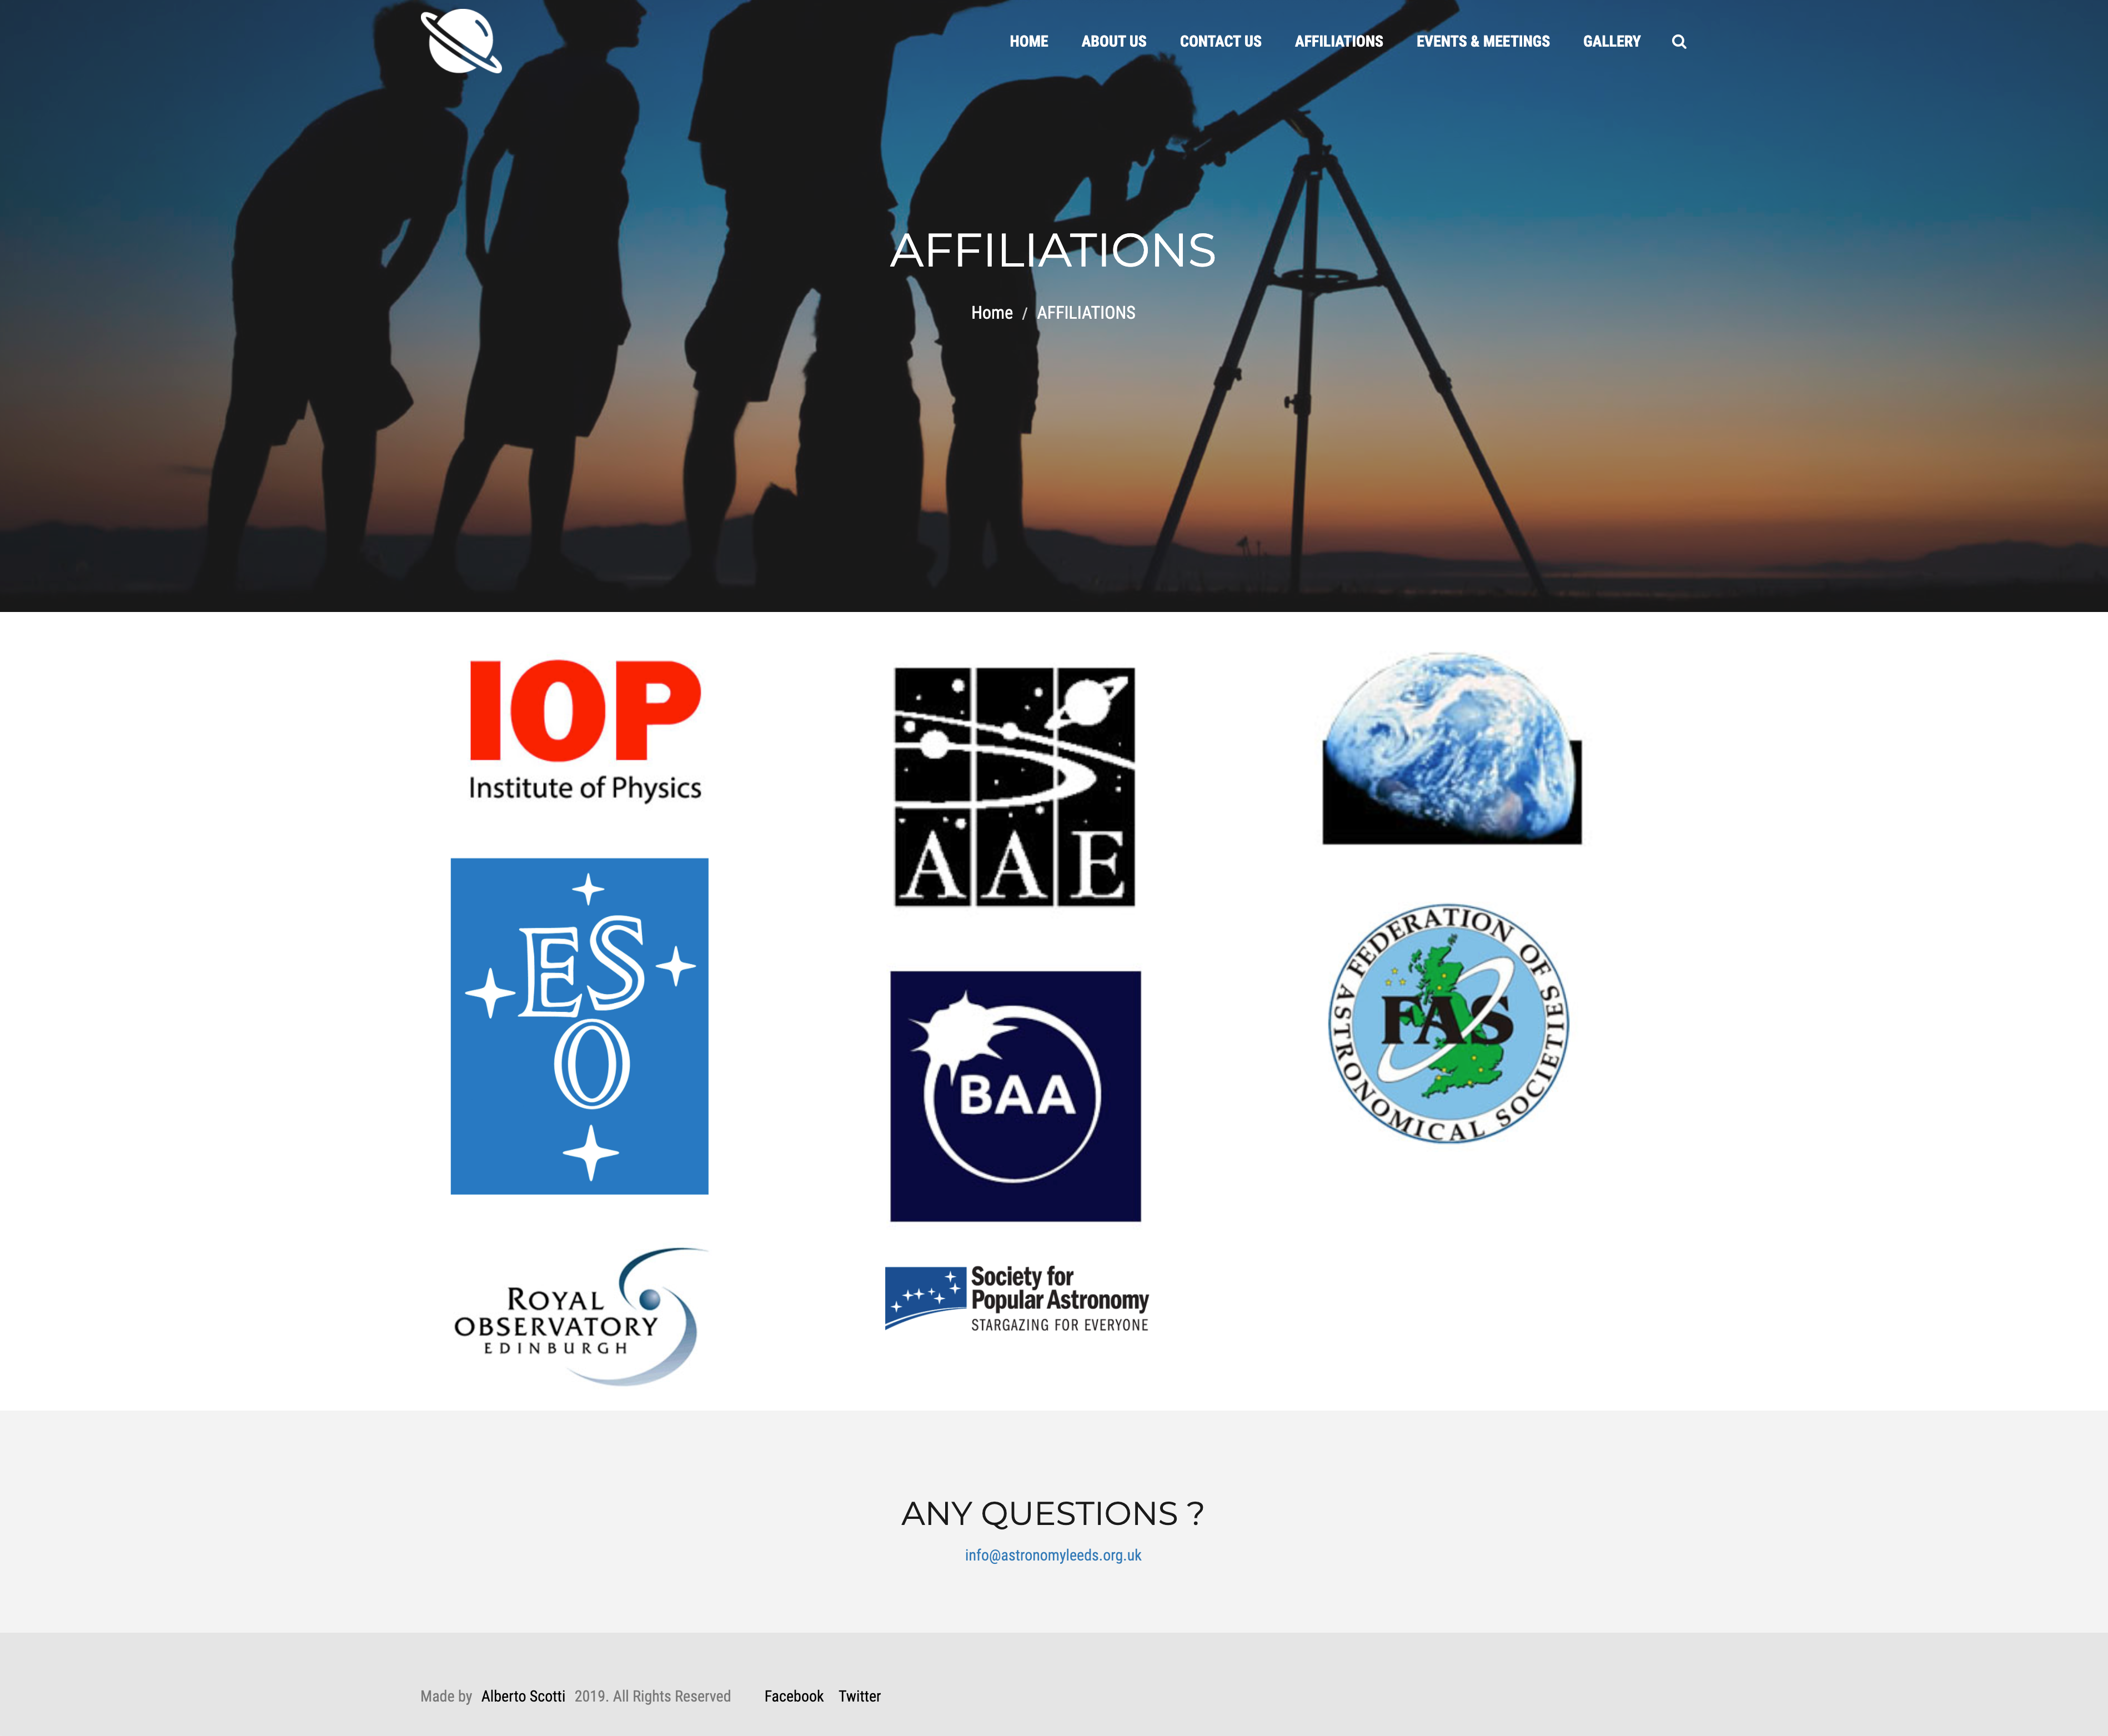 HOME ABOUT US CONTACT US AFFILIATIONS EVENTS & MEETINGS GALLERY
AFFILIATIONS
Home / AFFILIATIONS
IOP
Institute of Physics
AAE
ESO
FEDERATION OF ASTRONOMICAL SOCIETIES
FAS
BAA
ROYAL
OBSERVATORY
EDINBURGH
Society for
Popular Astronomy
STARGAZING FOR EVERYONE
ANY QUESTIONS ?
info@astronomyleeds.org.uk
Made by Alberto Scotti 2019. All Rights Reserved Facebook Twitter